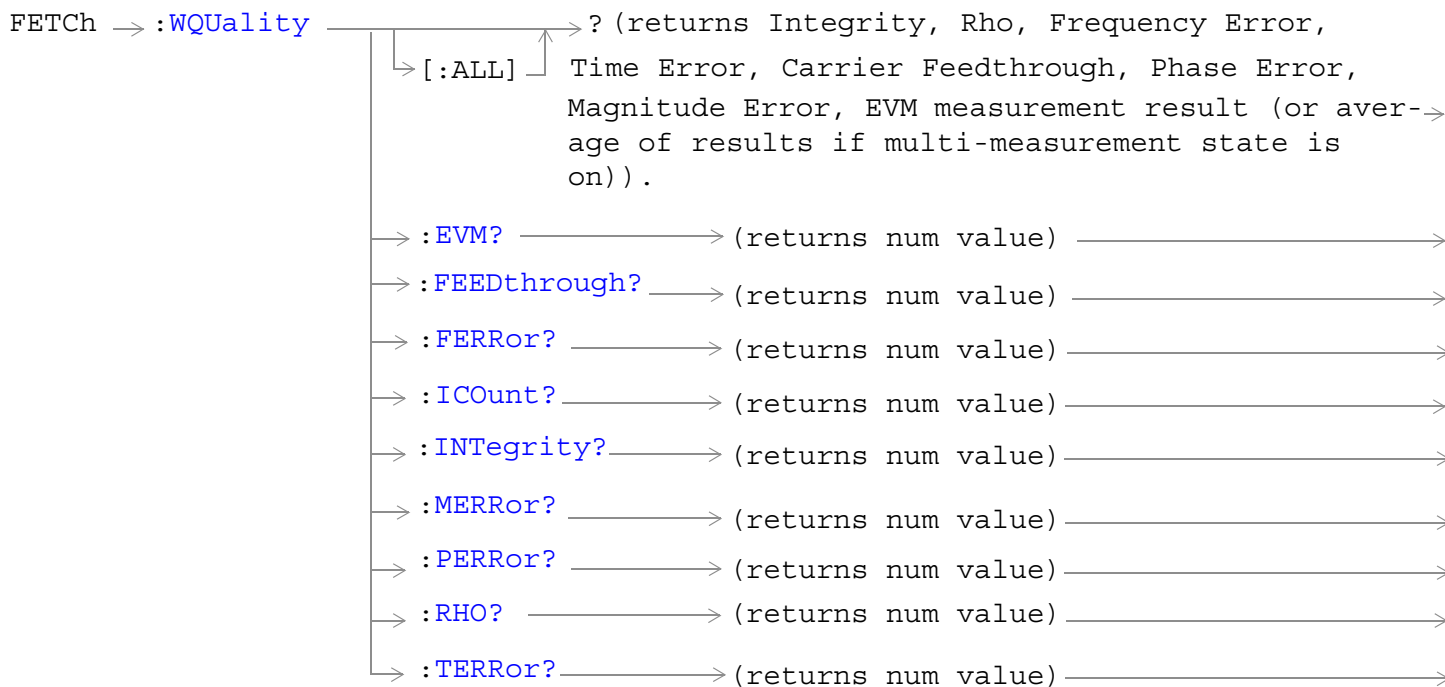 FETCh :WQUality ? (returns Integrity, Rho, Frequency Error,
[:ALL] Time Error, Carrier Feedthrough, Phase Error,
Magnitude Error, EVM measurement result (or aver-
age of results if multi-measurement state is
on)).
:EVM? (returns num value)
:FEEDthrough? (returns num value)
:FERRor? (returns num value)
:ICOunt? (returns num value)
:INTegrity? (returns num value)
:MERRor? (returns num value)
:PERRor? (returns num value)
:RHO? (returns num value)
:TERRor? (returns num value)